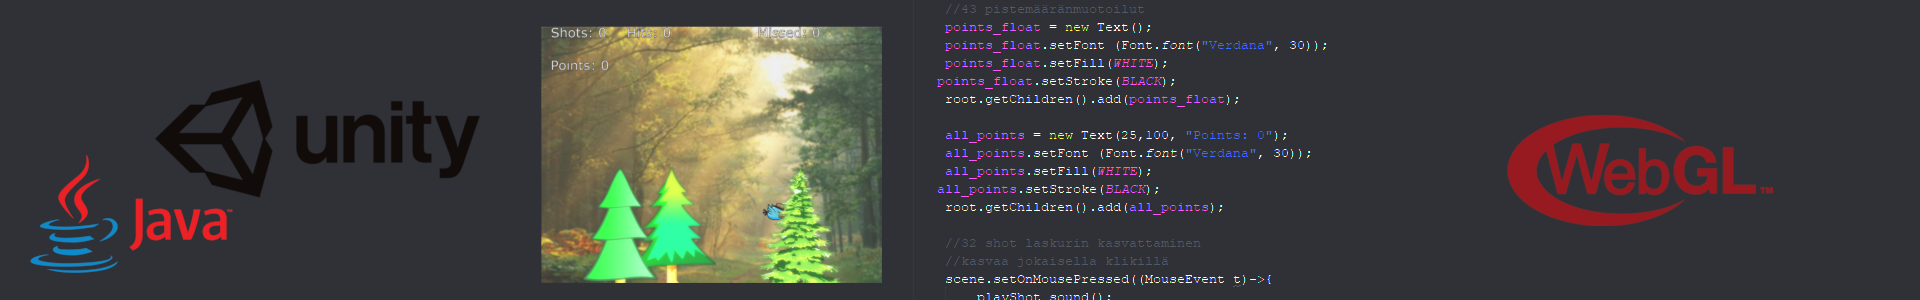 unity
Java™
Shots: 0 Hits: 0 Missed: 0
Points: 0
//43 pistemääränmuotoilut
points_float = new Text();
points_float.setFont (Font.font("Verdana", 30));
points_float.setFill(WHITE);
points_float.setStroke(BLACK);
root.getChildren().add(points_float);
all_points = new Text(25,100, "Points: 0");
all_points.setFont (Font.font("Verdana", 30));
all_points.setFill(WHITE);
all_points.setStroke(BLACK);
root.getChildren().add(all_points);
//32 shot laskurin kasvattaminen
//kasvaa jokaisella klikillä
scene.setOnMousePressed((MouseEvent t)->{
playShot_sound();
WebGL™